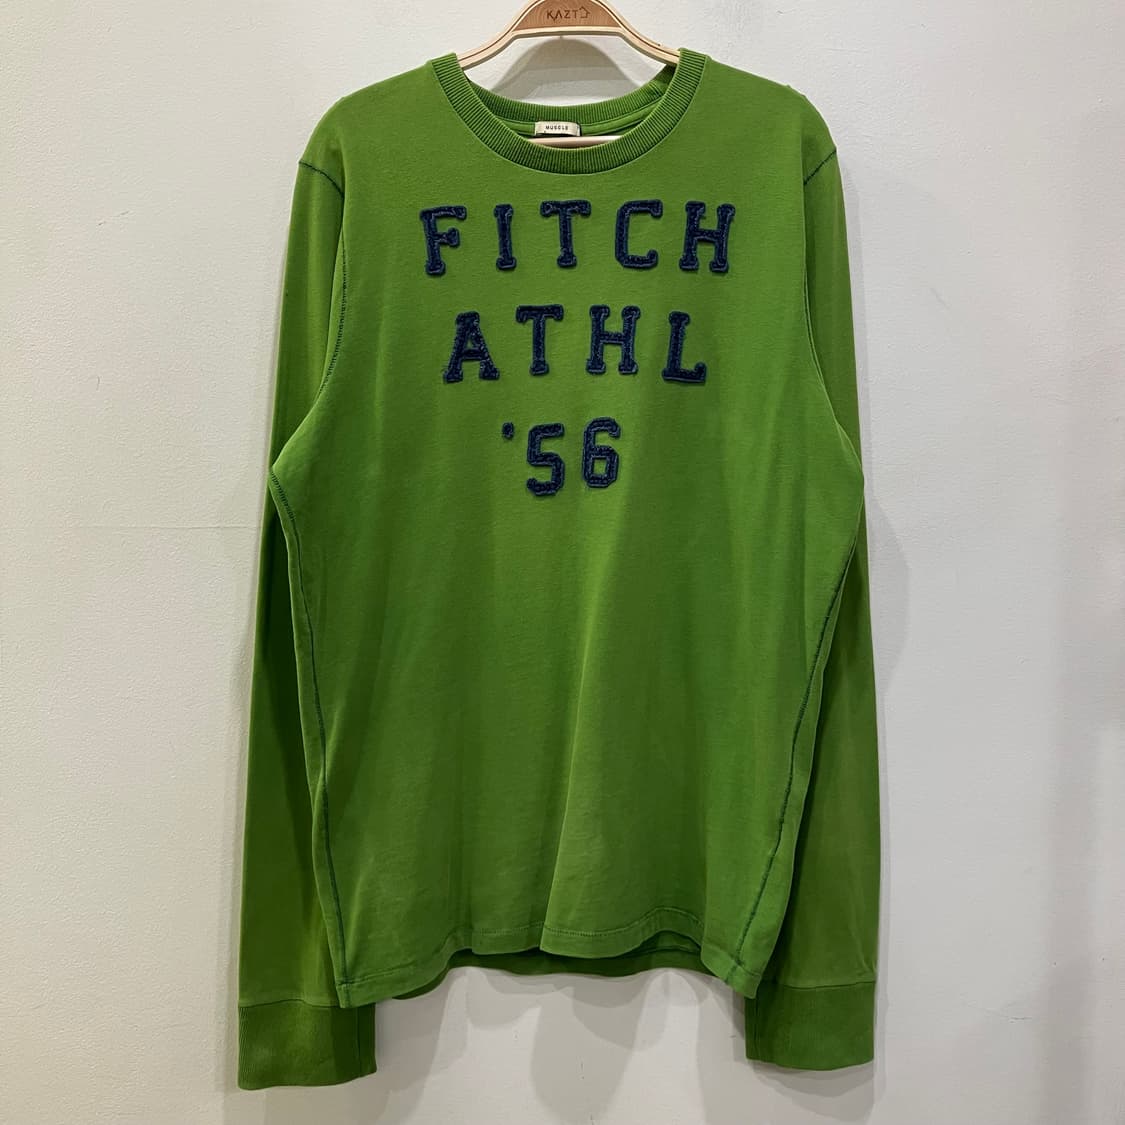 KAZTO
MUSCLE
FITCH
ATHL
'56